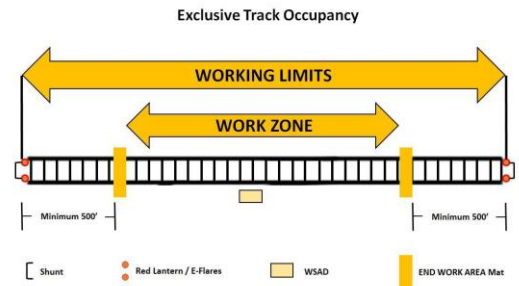 Exclusive Track Occupancy
WORKING LIMITS
WORK ZONE
Minimum 500'
Minimum 500'
Shunt
Red Lantern / E-Flares
WSAD
END WORK AREA Mat